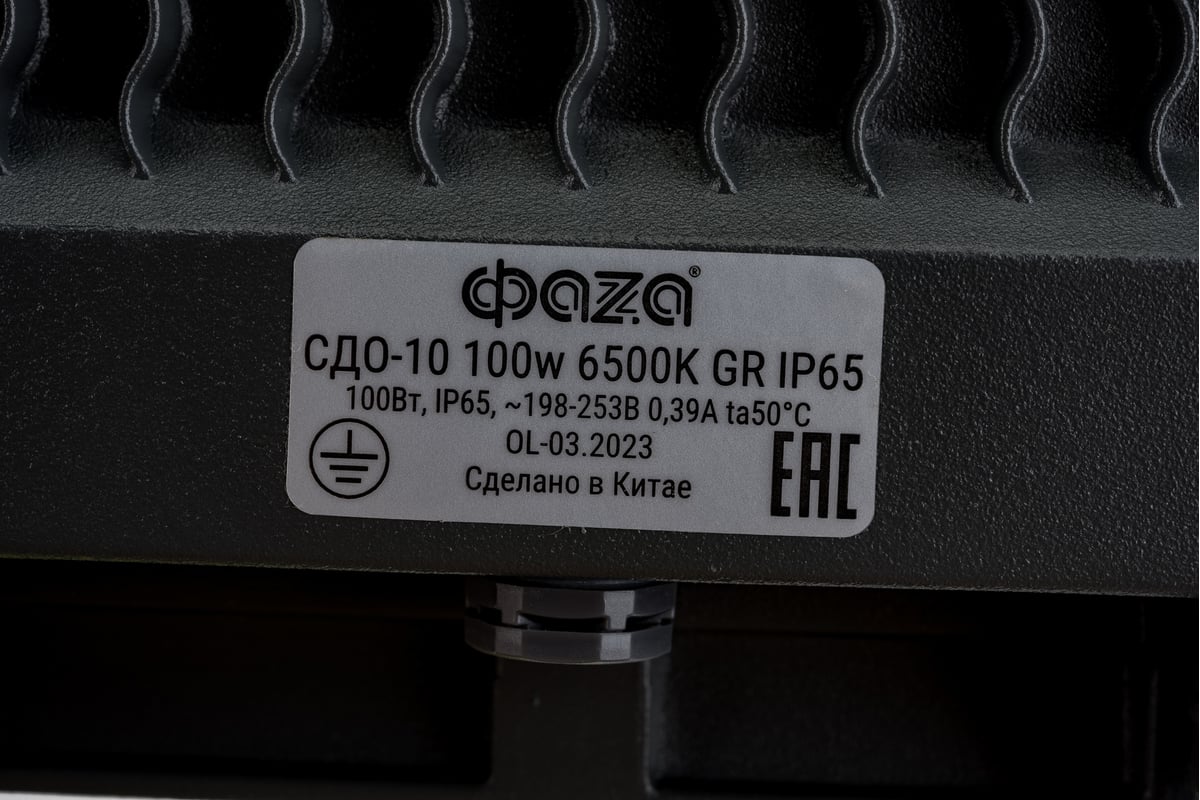 фаzа®
СДО-10 100w 6500K GR IP65
100Вт, IP65, ~198-253В 0,39А ta50°C
OL-03.2023
Сделано в Китае
EAC